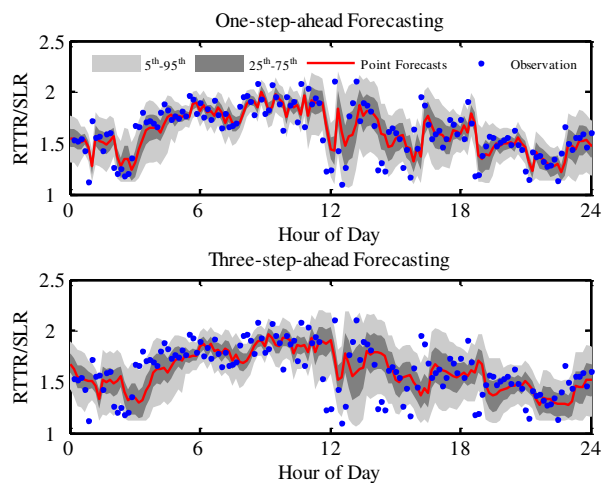 One-step-ahead Forecasting
2.5
5th-95th 25th-75th Point Forecasts Observation
2
1.5
1
RTTR/SLR
0 6 12 18 24
Hour of Day
Three-step-ahead Forecasting
2.5
2
1.5
1
RTTR/SLR
0 6 12 18 24
Hour of Day